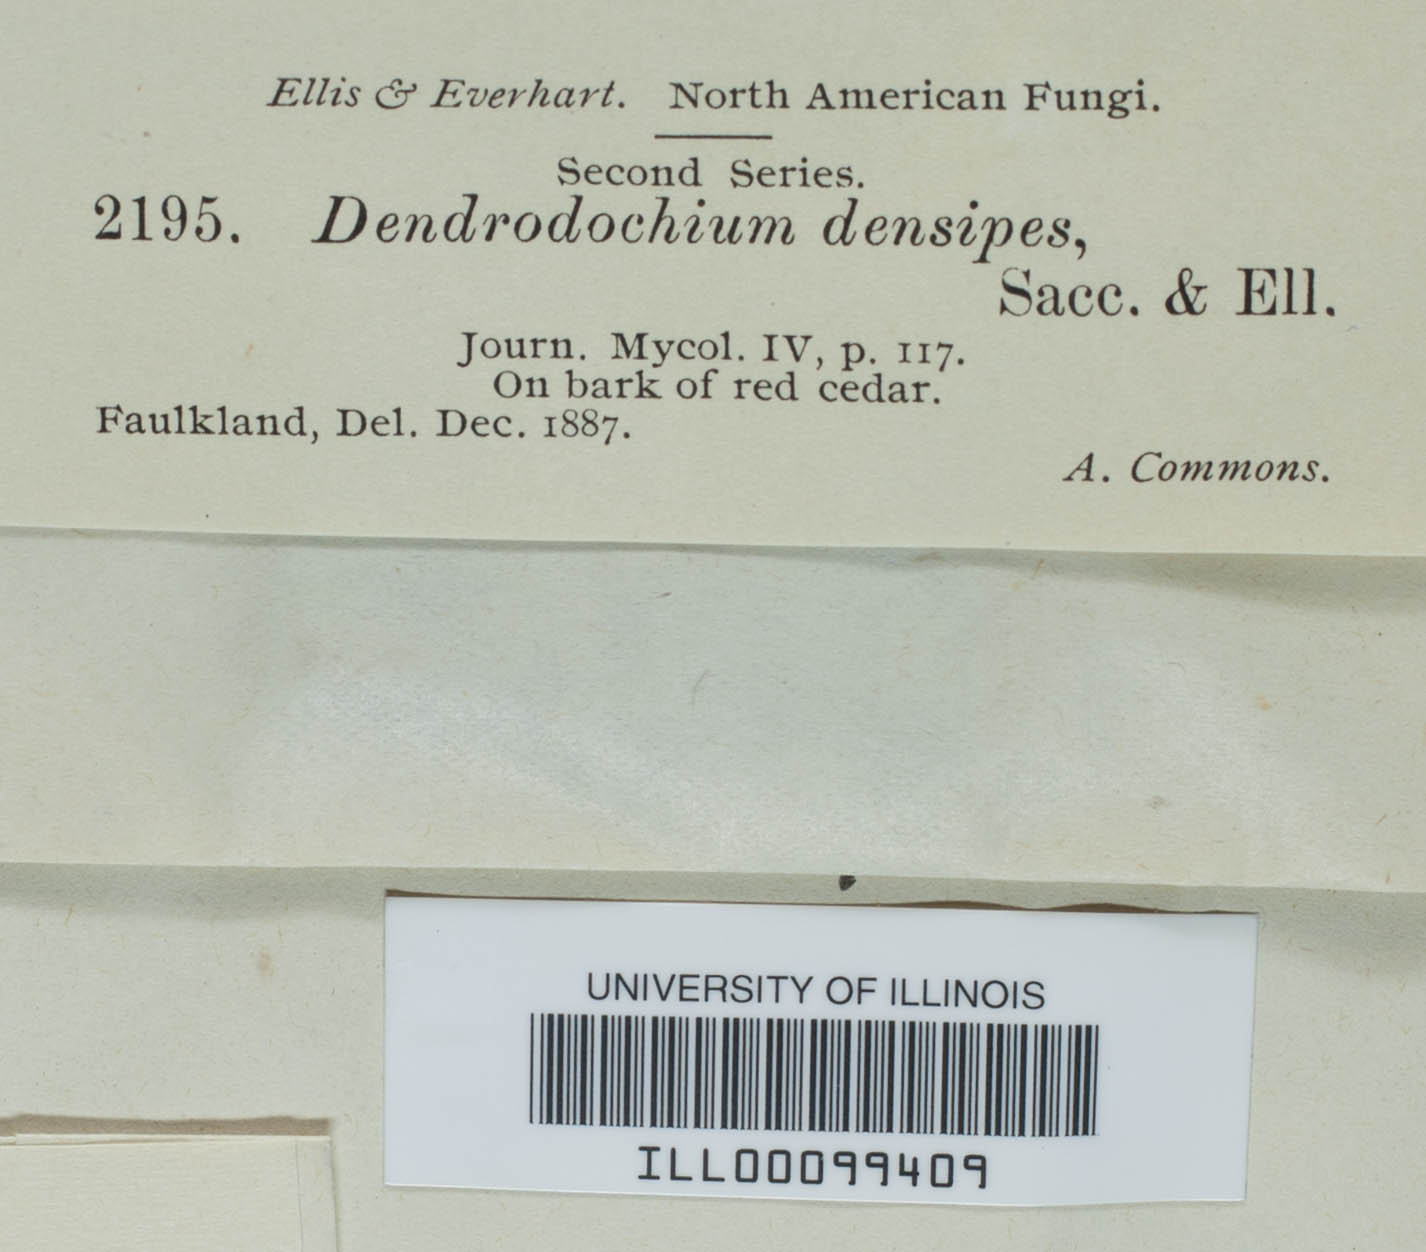 Ellis & Everhart. North American Fungi.
Second Series.
2195. Dendrodochium densipes,
Sacc. & Ell.
Journ. Mycol. IV, p. 117.
On bark of red cedar.
Faulkland, Del. Dec. 1887.
A. Commons.
UNIVERSITY OF ILLINOIS
ILL00099409